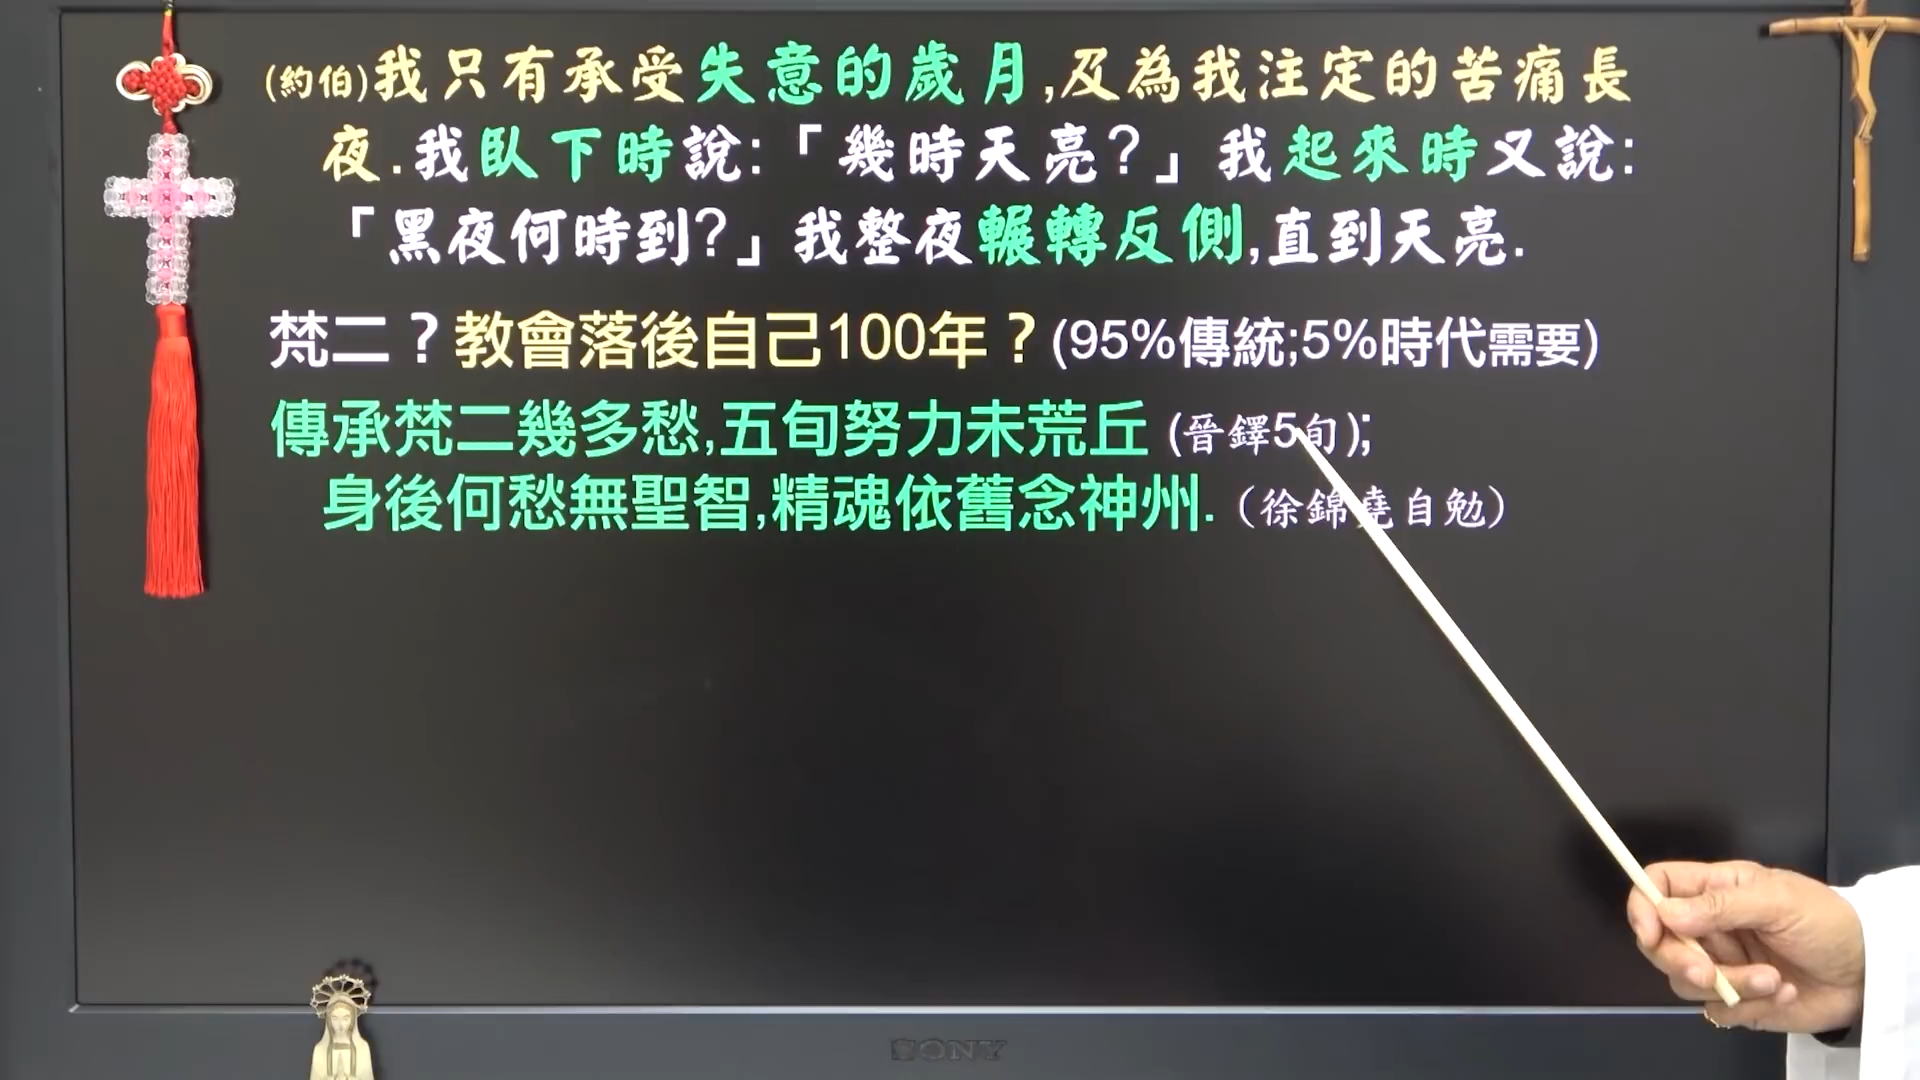 (約伯)我只有承受失意的歲月,及為我注定的苦痛長
夜.我臥下時說:「幾時天亮?」我起來時又說:
「黑夜何時到?」我整夜輾轉反側,直到天亮.
梵二？教會落後自己100年？(95%傳統;5%時代需要)
傳承梵二幾多愁,五旬努力未荒丘 (晉鐸5旬);
身後何愁無聖智,精魂依舊念神州.（徐錦堯自勉）
SONY